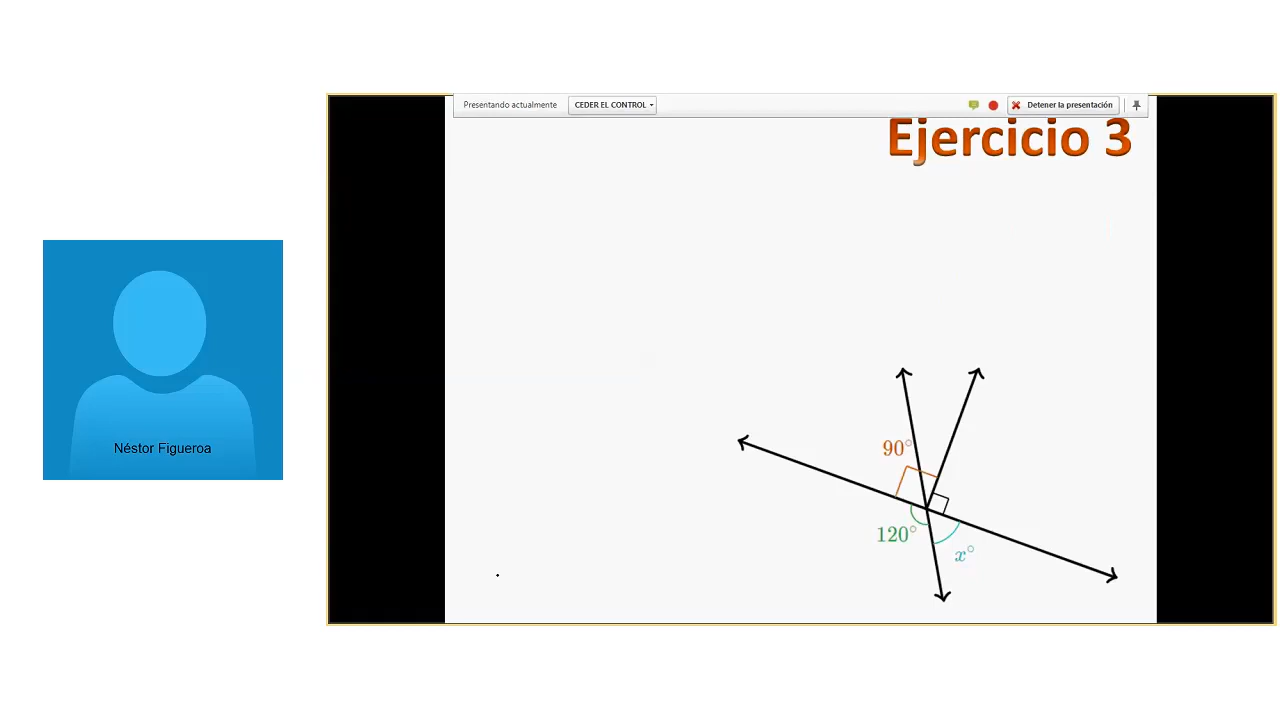 Presentando actualmente CEDER EL CONTROL Detener la presentación
Ejercicio 3
90°
120°
x°
Néstor Figueroa